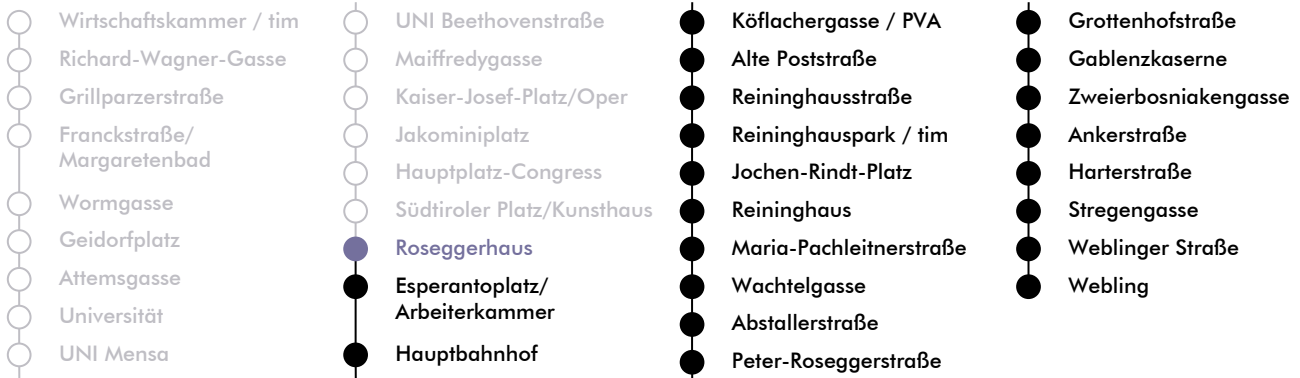 Wirtschaftskammer / tim
Richard-Wagner-Gasse
Grillparzerstraße
Franckstraße/
Margaretenbad
Wormgasse
Geidorfplatz
Attemsgasse
Universität
UNI Mensa
UNI Beethovenstraße
Maiffredygasse
Kaiser-Josef-Platz/Oper
Jakominiplatz
Hauptplatz-Congress
Südtiroler Platz/Kunsthaus
Roseggerhaus
Esperantoplatz/
Arbeiterkammer
Hauptbahnhof
Köflachergasse / PVA
Alte Poststraße
Reininghausstraße
Reininghauspark / tim
Jochen-Rindt-Platz
Reininghaus
Maria-Pachleitnerstraße
Wachtelgasse
Abstallerstraße
Peter-Roseggerstraße
Grottenhofstraße
Gablenzkaserne
Zweierbosniakengasse
Ankerstraße
Harterstraße
Stregengasse
Weblinger Straße
Webling